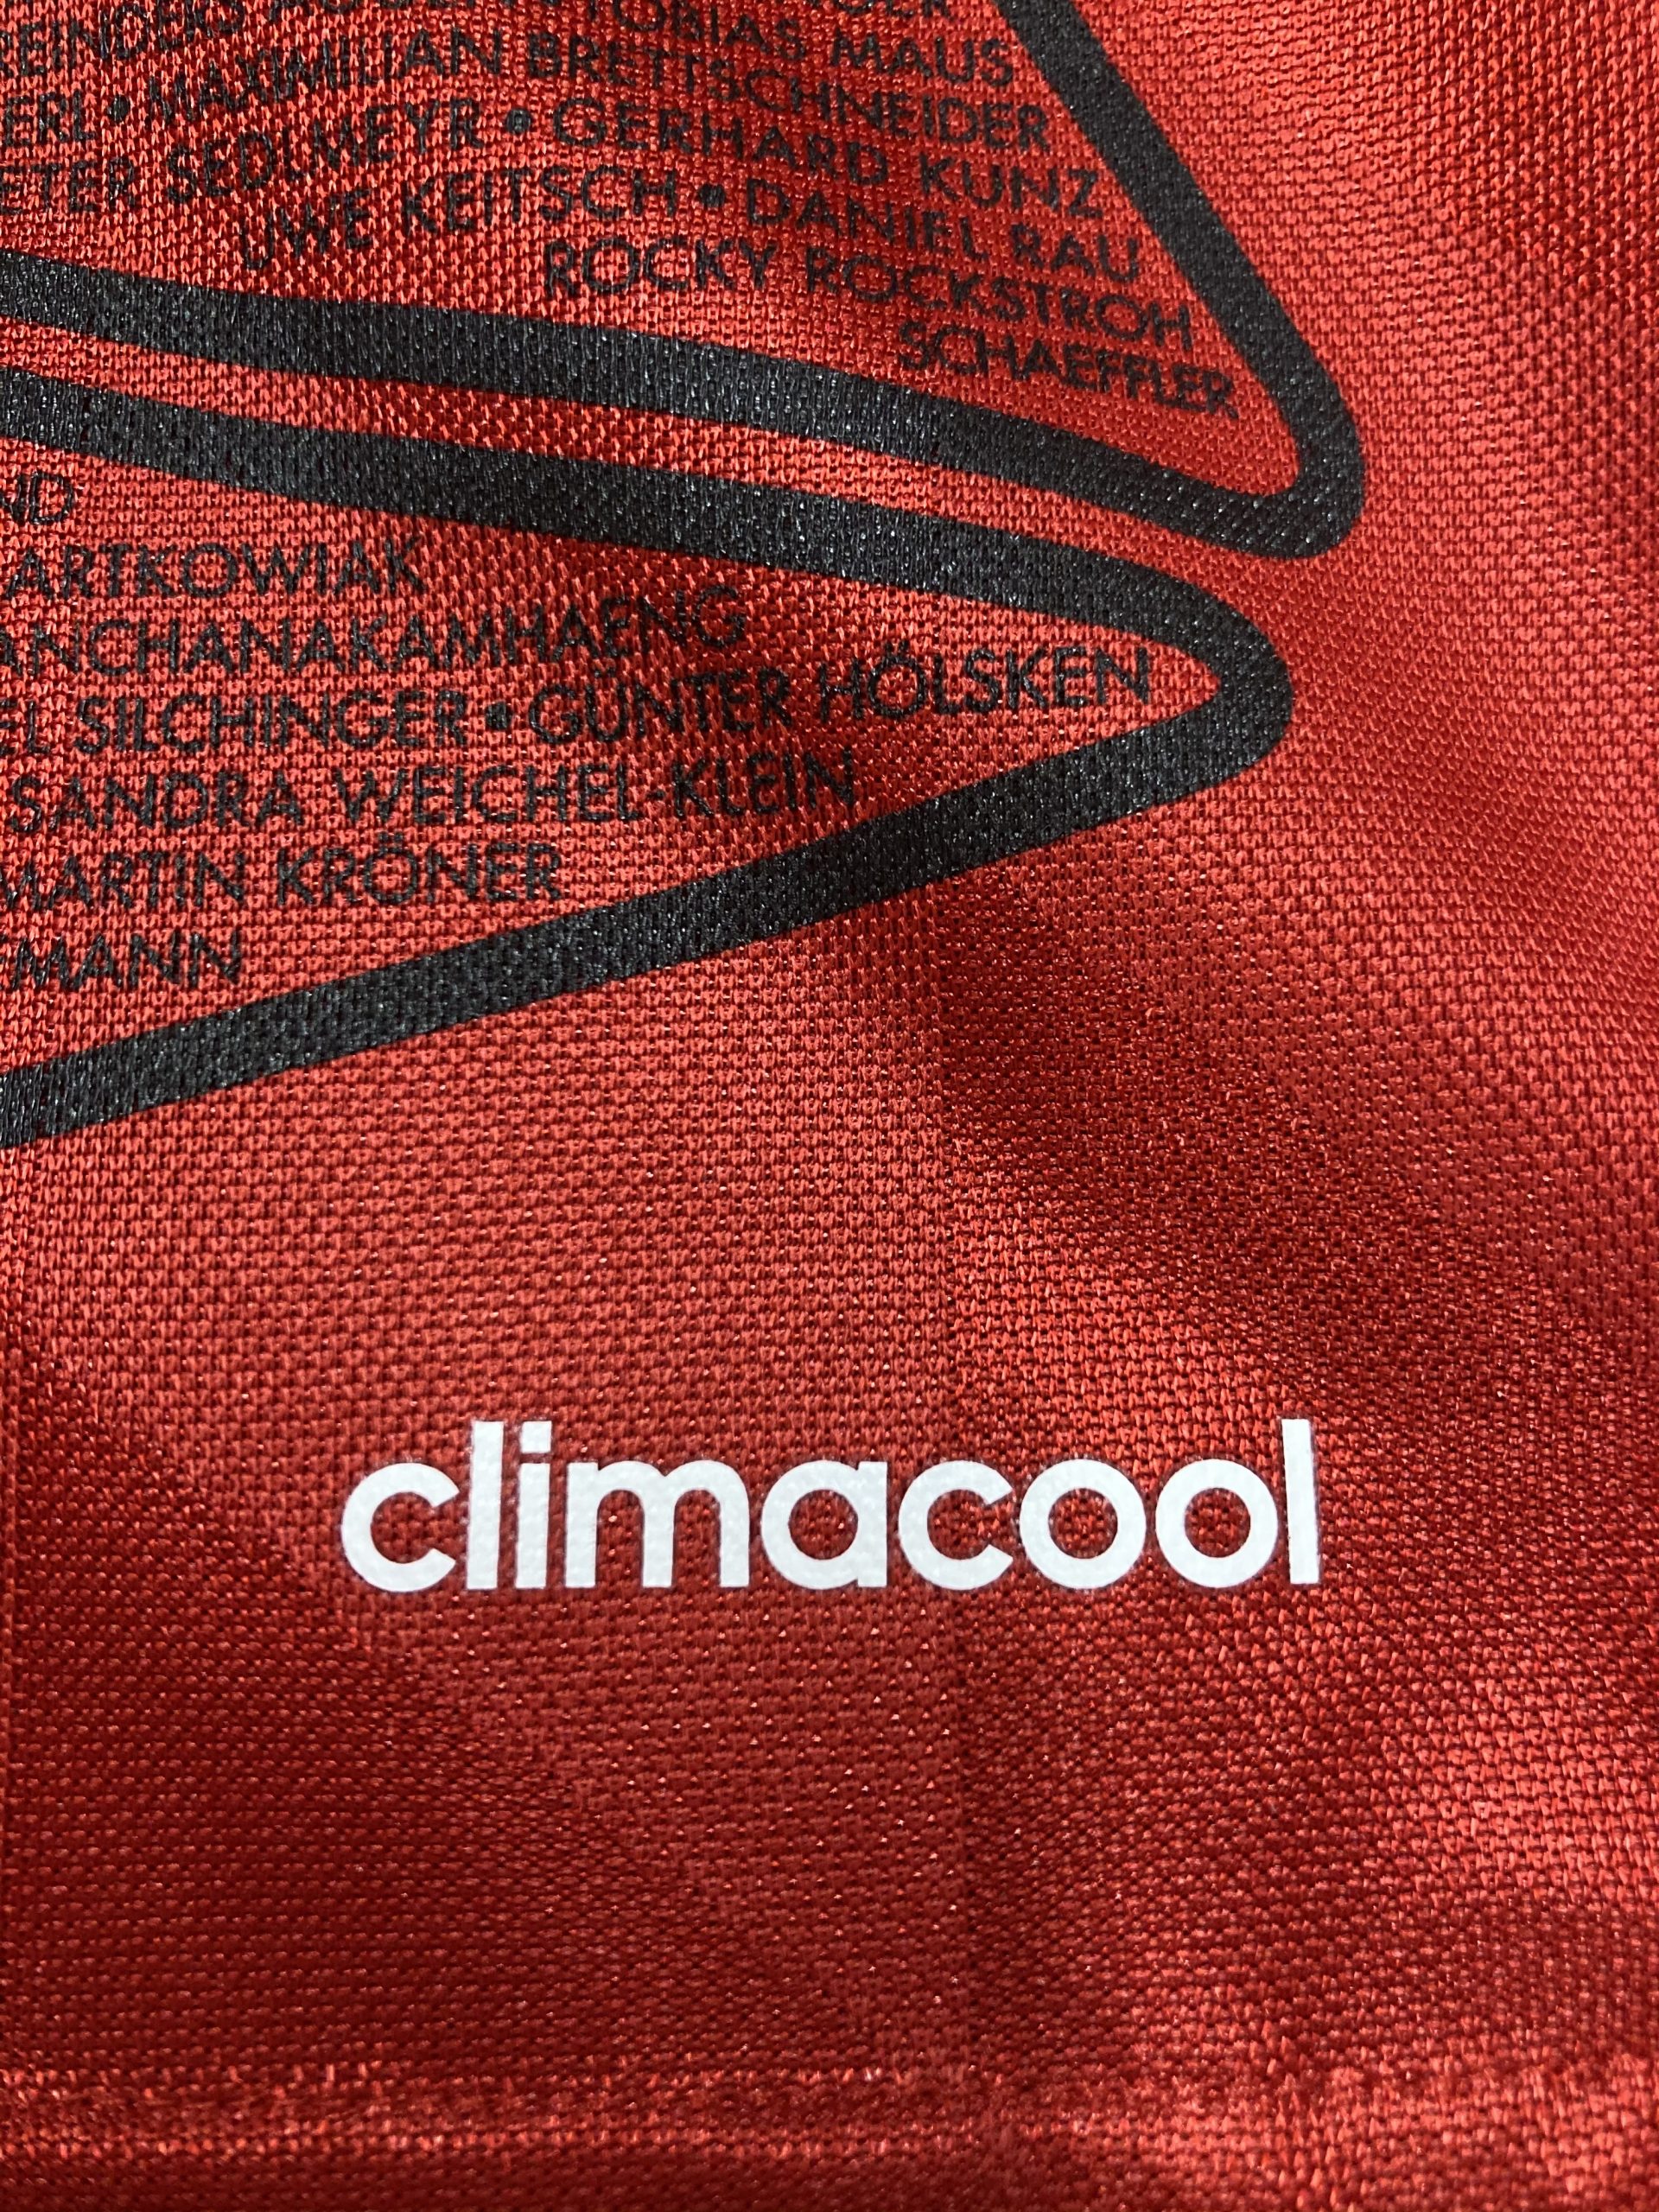 TOBIAS MAUS
ERL • MAXIMILIAN BRETTSCHNEIDER
ETER SEDLMEYR • GERHARD KUNZ
UWE KEITSCH • DANIEL RAU
ROCKY ROCKSTROH
SCHAEFFLER
ND
ARTKOWIAK
ANCHANAKAMHAENG
EL SILCHINGER • GÜNTER HÖLSKEN
SANDRA WEICHEL-KLEIN
MARTIN KRÖNER
MANN
climacool